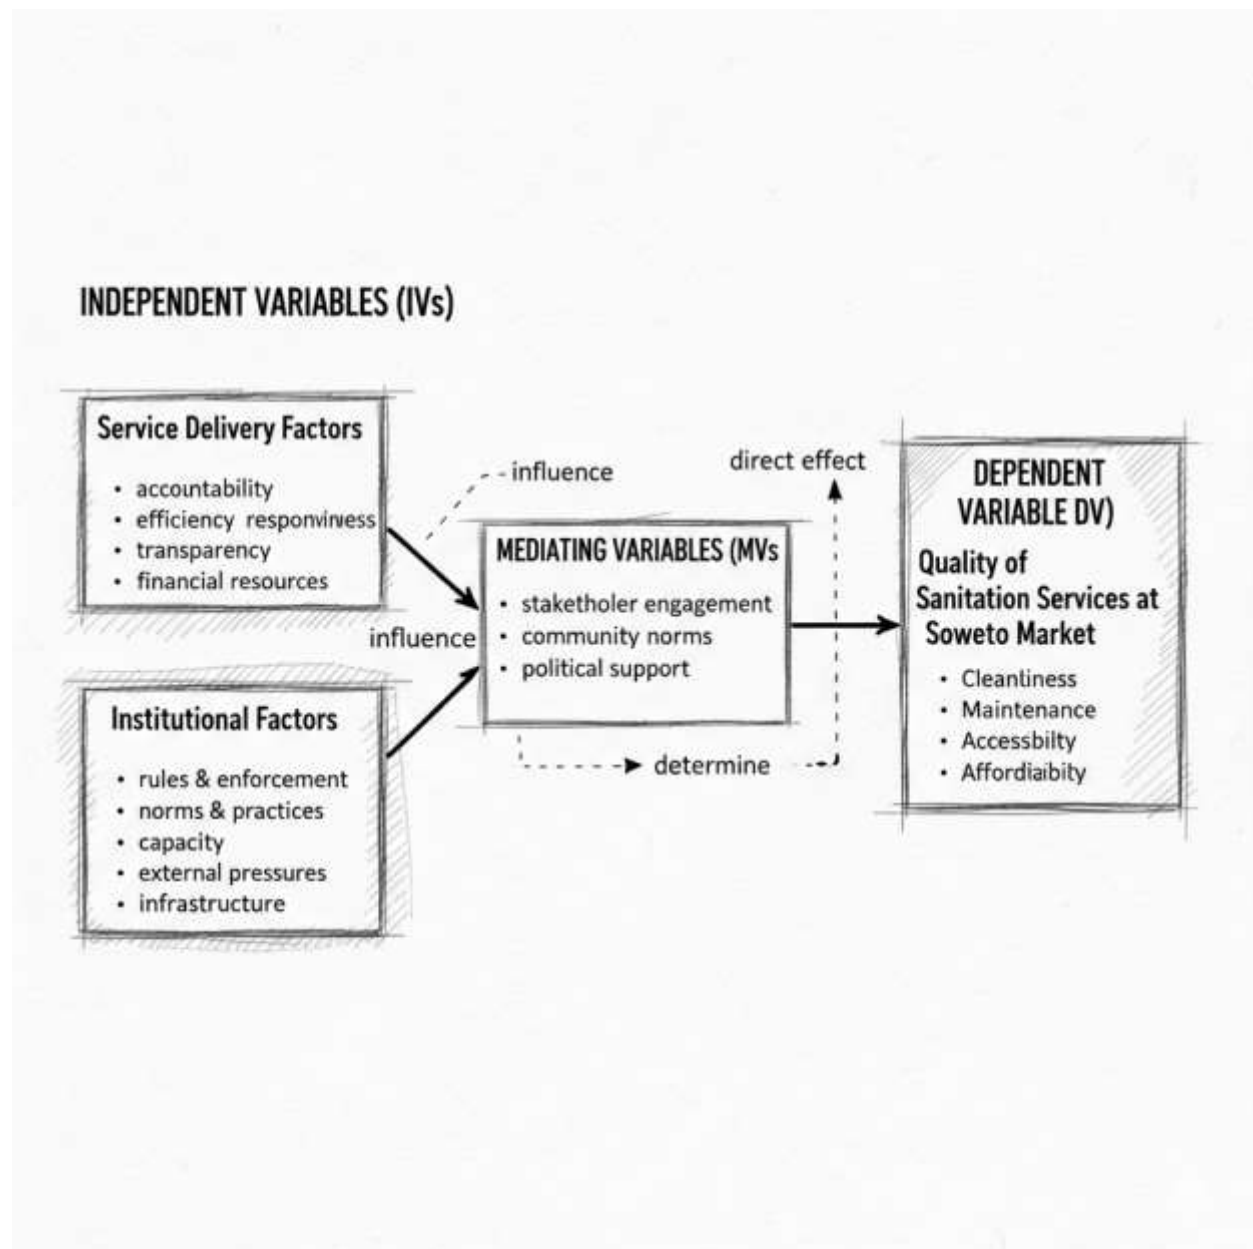 INDEPENDENT VARIABLES (IVs)
Service Delivery Factors
• accountability
• efficiency responviness
• transparency
• financial resources
influence
influence
Institutional Factors
• rules & enforcement
• norms & practices
• capacity
• external pressures
• infrastructure
MEDIATING VARIABLES (MVs
• staketholer engagement
• community norms
• political support
determine
direct effect
DEPENDENT
VARIABLE DV)
Quality of
Sanitation Services at
Soweto Market
• Cleantiness
• Maintenance
• Accessbilty
• Affordiaibity